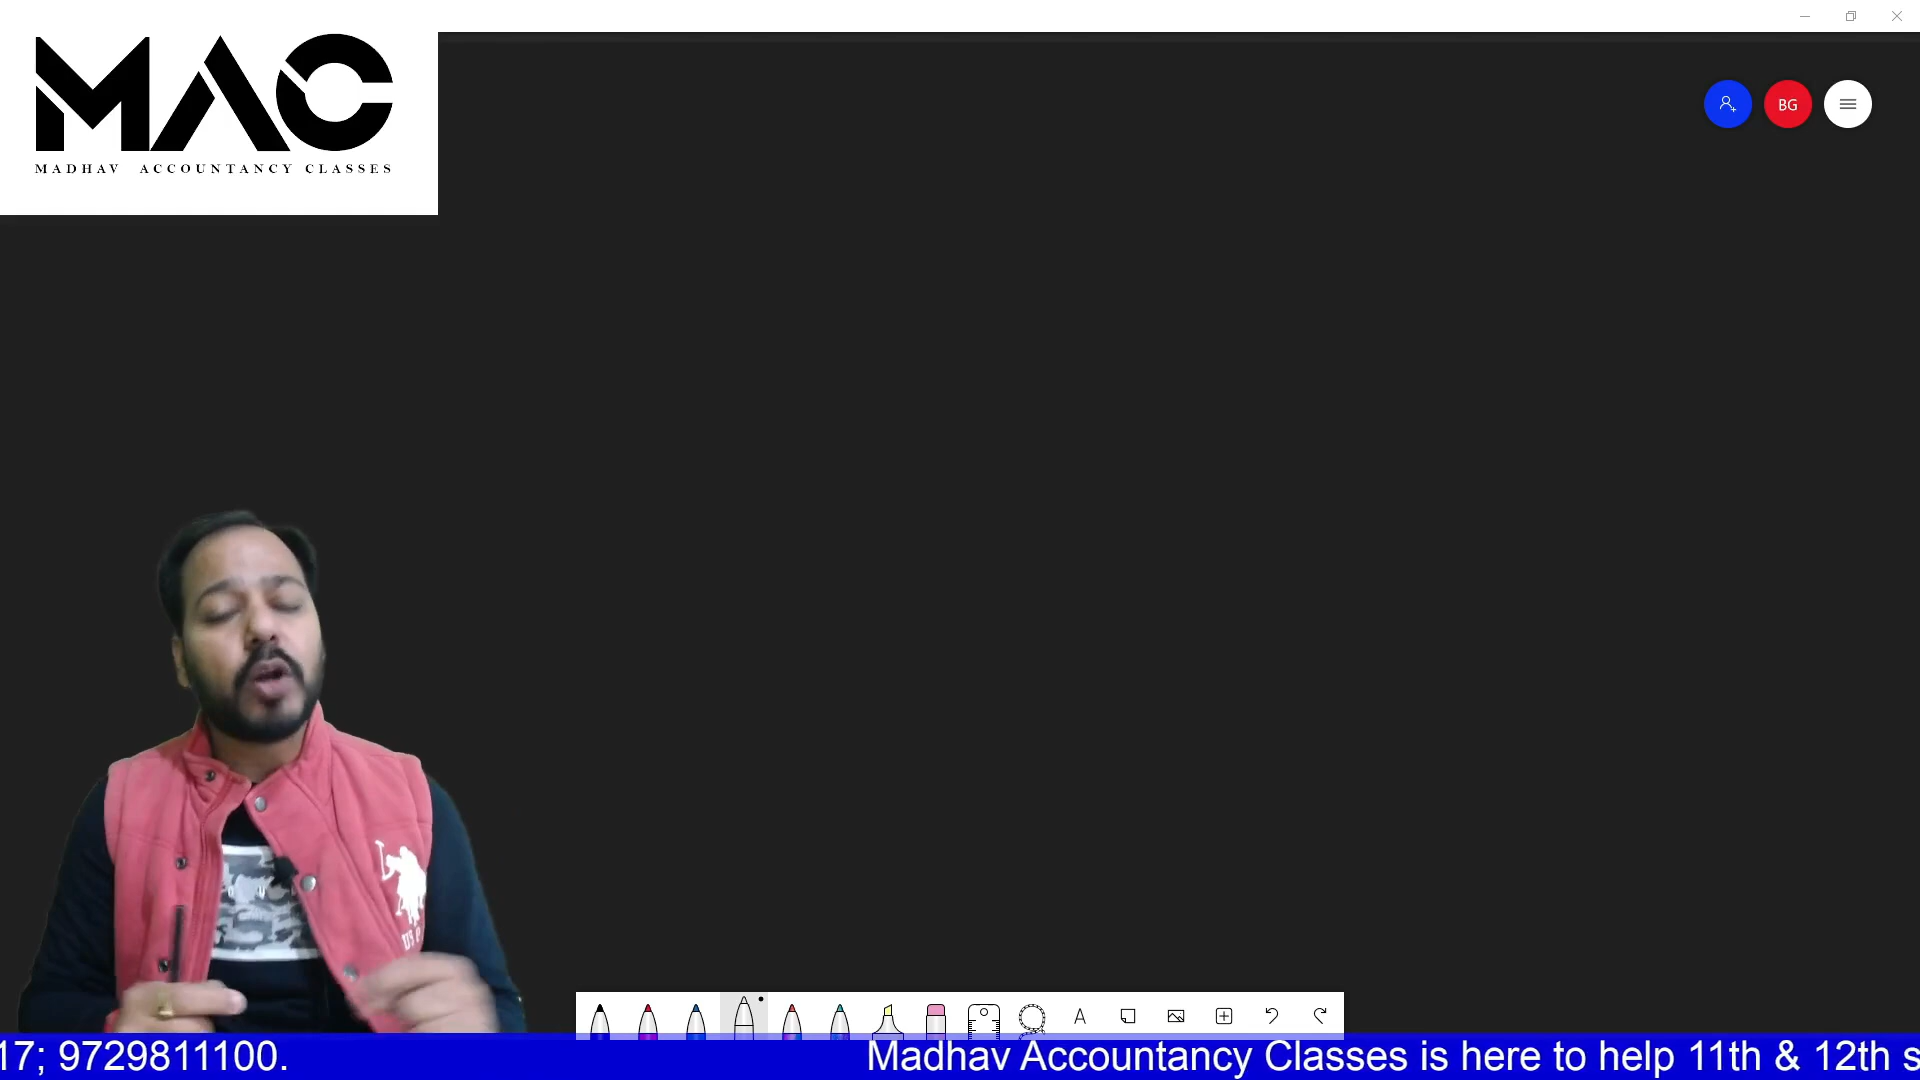 MAC
MADHAV ACCOUNTANCY CLASSES
BG
A
17; 9729811100. Madhav Accountancy Classes is here to help 11th & 12th s